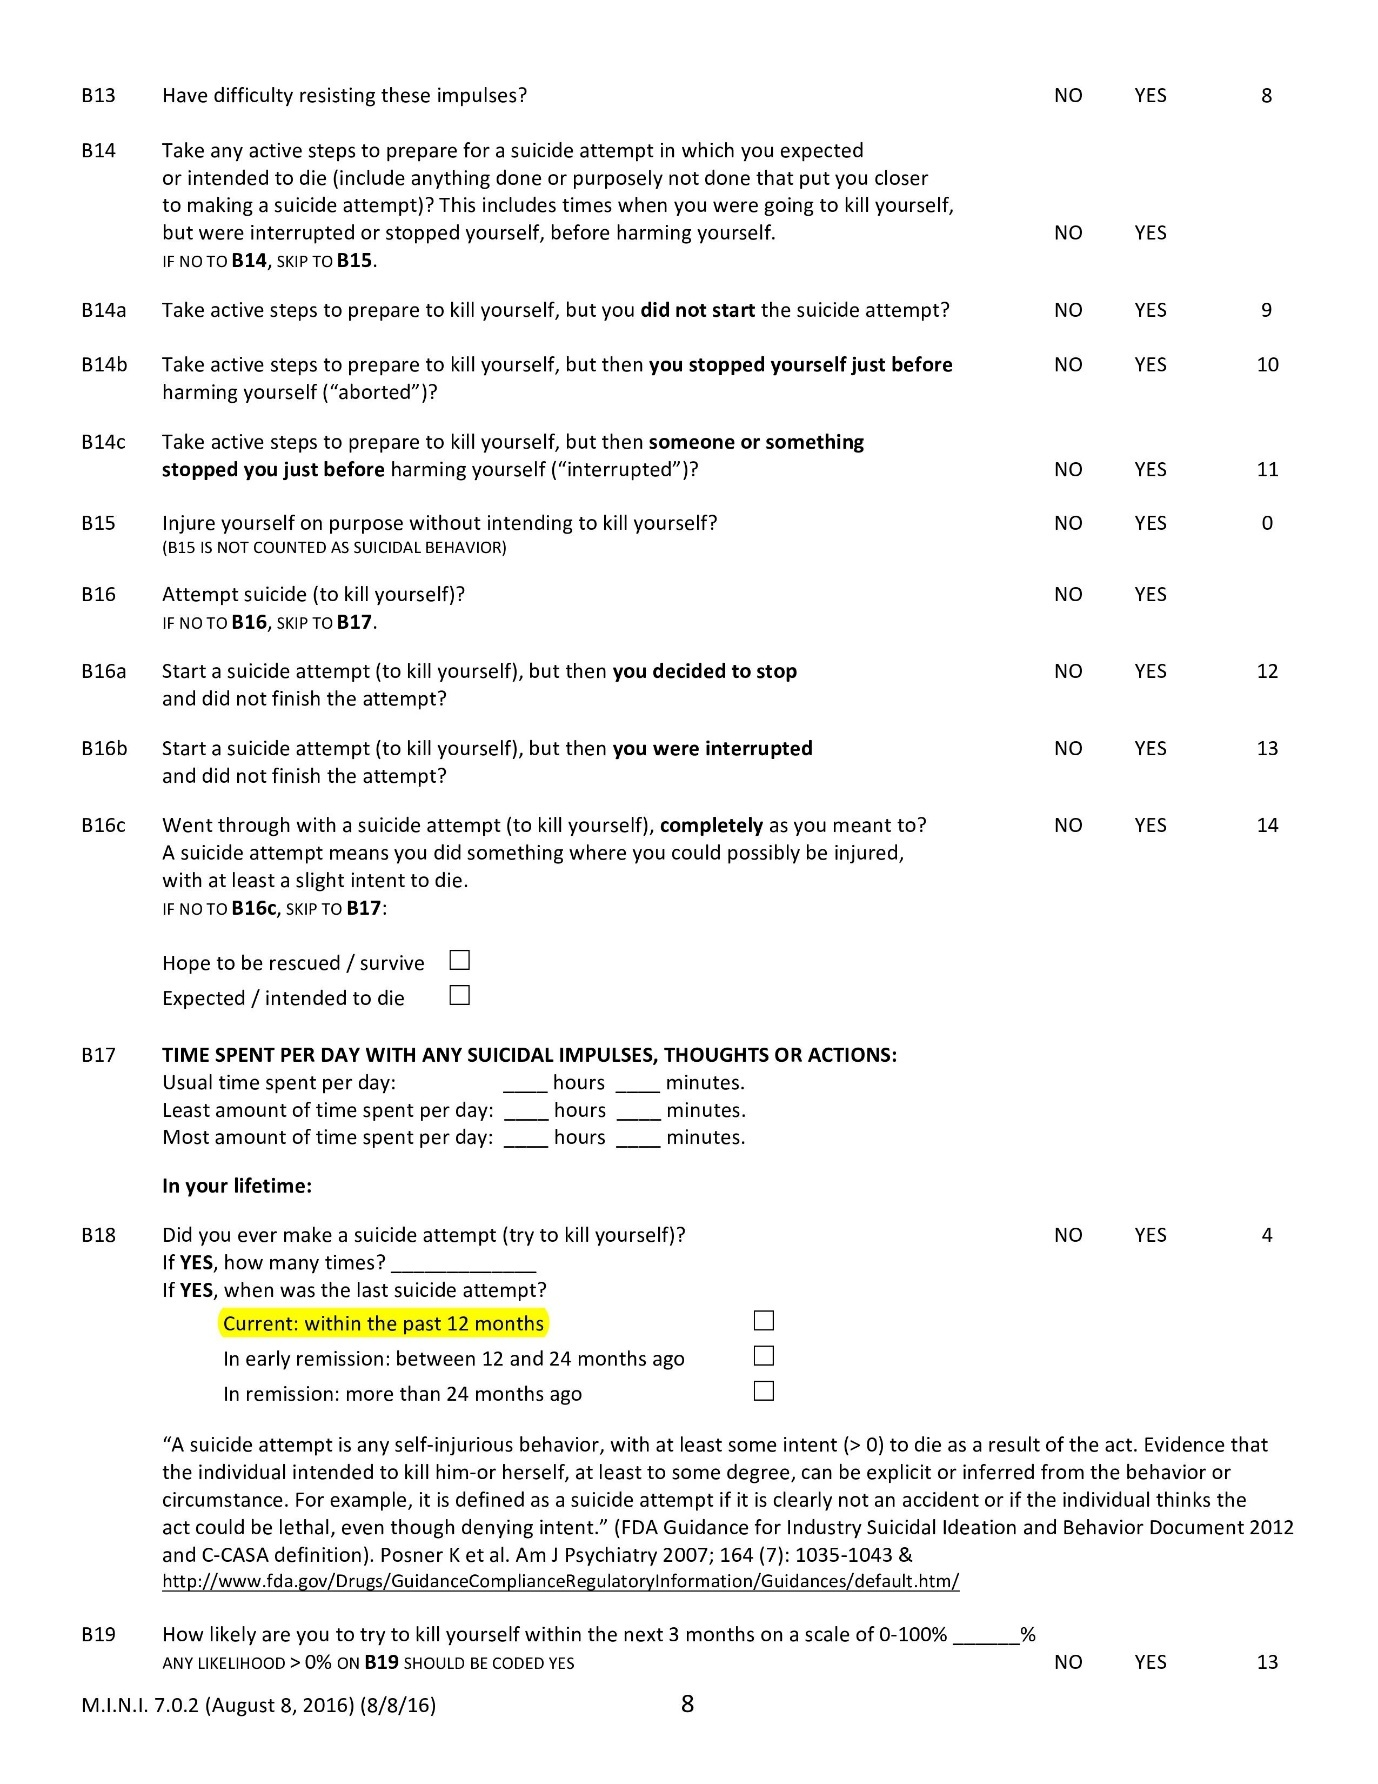 B13 Have difficulty resisting these impulses? NO YES 8
B14 Take any active steps to prepare for a suicide attempt in which you expected
or intended to die (include anything done or purposely not done that put you closer
to making a suicide attempt)? This includes times when you were going to kill yourself,
but were interrupted or stopped yourself, before harming yourself. NO YES
IF NO TO B14, SKIP TO B15.
B14a Take active steps to prepare to kill yourself, but you did not start the suicide attempt? NO YES 9
B14b Take active steps to prepare to kill yourself, but then you stopped yourself just before NO YES 10
harming yourself (“aborted”)?
B14c Take active steps to prepare to kill yourself, but then someone or something
stopped you just before harming yourself (“interrupted”)? NO YES 11
B15 Injure yourself on purpose without intending to kill yourself? NO YES 0
(B15 IS NOT COUNTED AS SUICIDAL BEHAVIOR)
B16 Attempt suicide (to kill yourself)? NO YES
IF NO TO B16, SKIP TO B17.
B16a Start a suicide attempt (to kill yourself), but then you decided to stop NO YES 12
and did not finish the attempt?
B16b Start a suicide attempt (to kill yourself), but then you were interrupted NO YES 13
and did not finish the attempt?
B16c Went through with a suicide attempt (to kill yourself), completely as you meant to? NO YES 14
A suicide attempt means you did something where you could possibly be injured,
with at least a slight intent to die.
IF NO TO B16c, SKIP TO B17:
Hope to be rescued / survive ☐
Expected / intended to die ☐
B17 TIME SPENT PER DAY WITH ANY SUICIDAL IMPULSES, THOUGHTS OR ACTIONS:
Usual time spent per day: ____ hours ____ minutes.
Least amount of time spent per day: ____ hours ____ minutes.
Most amount of time spent per day: ____ hours ____ minutes.
In your lifetime:
B18 Did you ever make a suicide attempt (try to kill yourself)? NO YES 4
If YES, how many times? _____________
If YES, when was the last suicide attempt?
Current: within the past 12 months ☐
In early remission: between 12 and 24 months ago ☐
In remission: more than 24 months ago ☐
“A suicide attempt is any self-injurious behavior, with at least some intent (> 0) to die as a result of the act. Evidence that
the individual intended to kill him-or herself, at least to some degree, can be explicit or inferred from the behavior or
circumstance. For example, it is defined as a suicide attempt if it is clearly not an accident or if the individual thinks the
act could be lethal, even though denying intent.” (FDA Guidance for Industry Suicidal Ideation and Behavior Document 2012
and C-CASA definition). Posner K et al. Am J Psychiatry 2007; 164 (7): 1035-1043 &
http://www.fda.gov/Drugs/GuidanceComplianceRegulatoryInformation/Guidances/default.htm/
B19 How likely are you to try to kill yourself within the next 3 months on a scale of 0-100% ______%
ANY LIKELIHOOD > 0% ON B19 SHOULD BE CODED YES NO YES 13
M.I.N.I. 7.0.2 (August 8, 2016) (8/8/16) 8